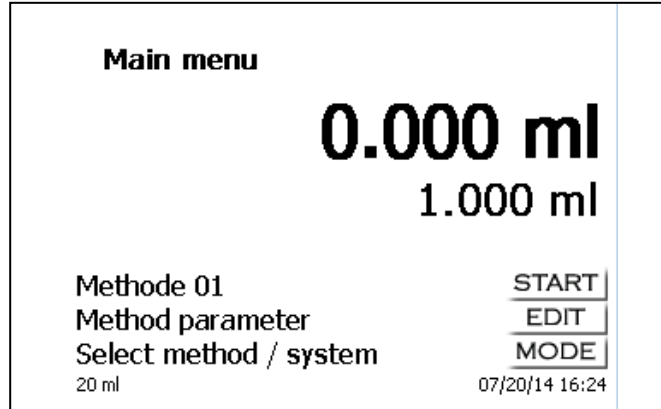 Main menu
0.000 ml
1.000 ml
Methode 01 START
Method parameter EDIT
Select method / system MODE
20 ml 07/20/14 16:24